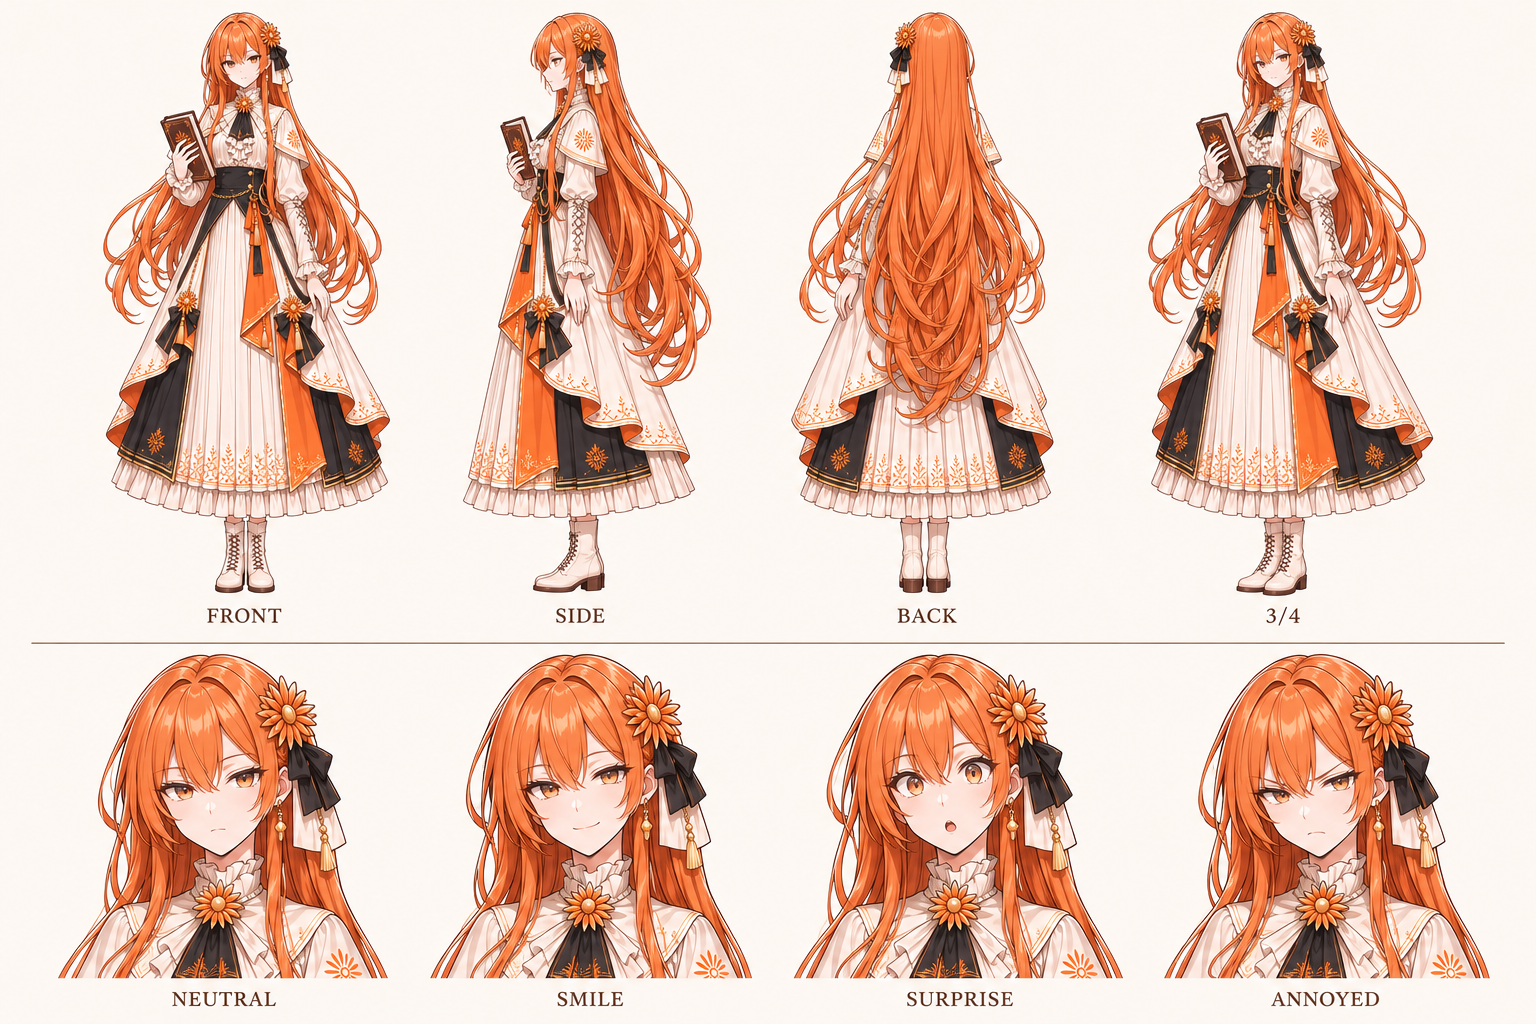 FRONT
SIDE
BACK
3/4
NEUTRAL
SMILE
SURPRISE
ANNOYED